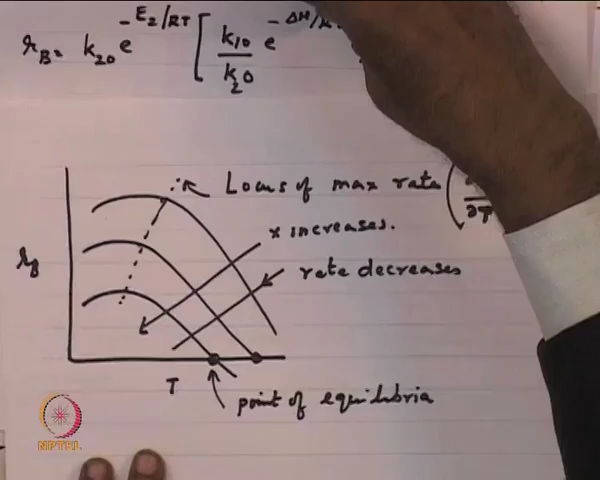 r_B = k_20 e^{-E_2/RT} [ k_10/k_20 e^{-ΔH/R
Locus of max rate (
∂T
x increases.
rate decreases
r_B
T
point of equilibria
NPTEL